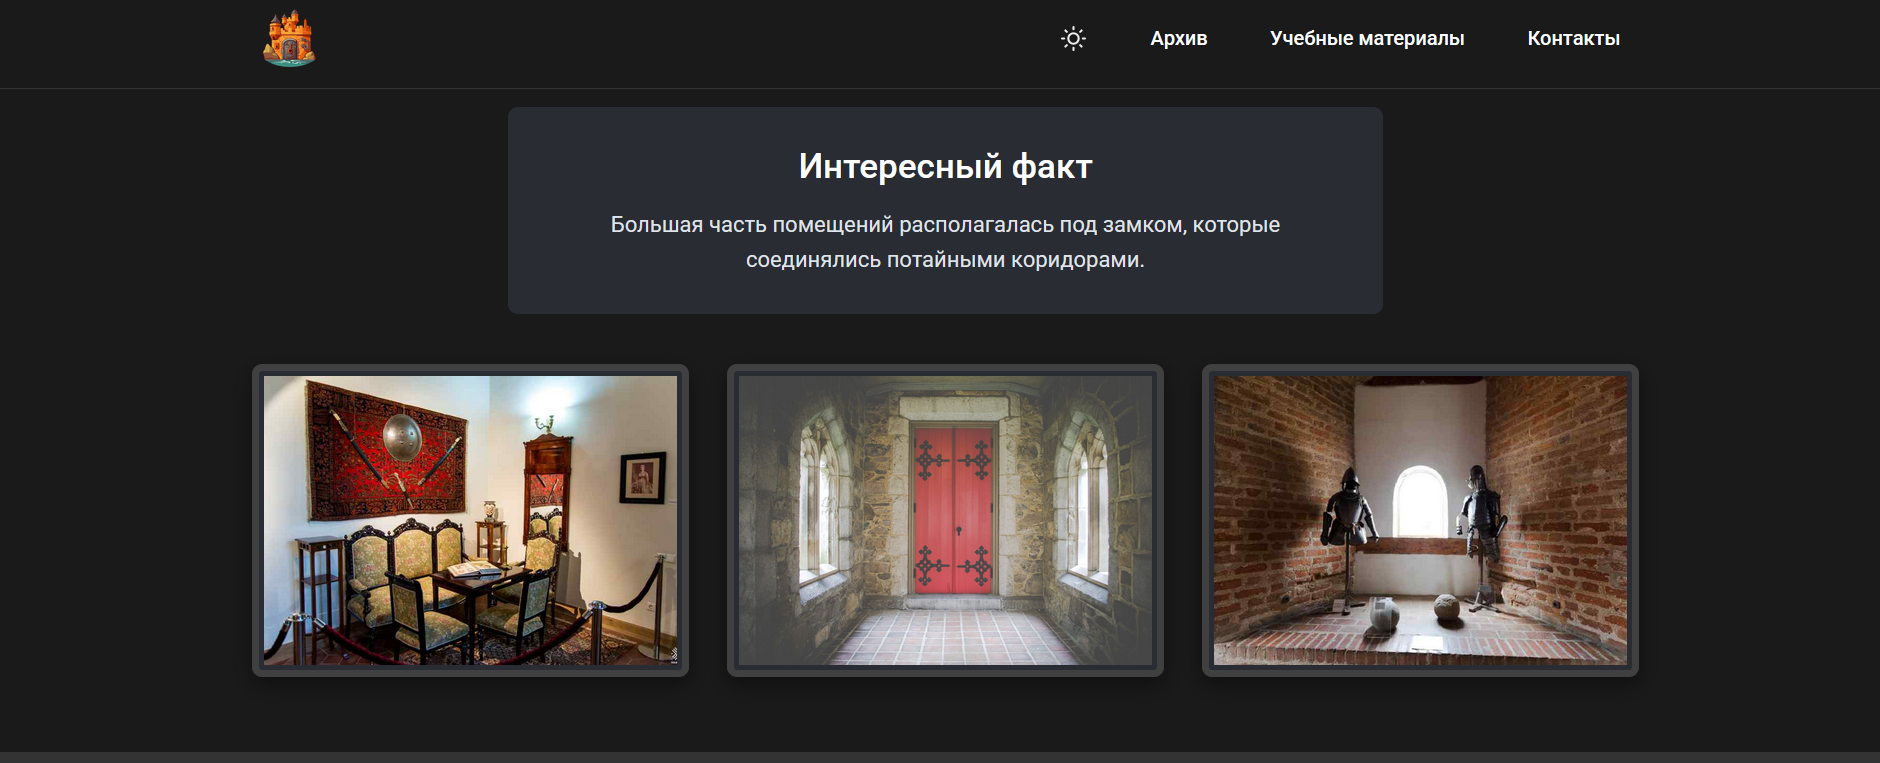 Архив
Учебные материалы
Контакты
Интересный факт
Большая часть помещений располагалась под замком, которые
соединялись потайными коридорами.